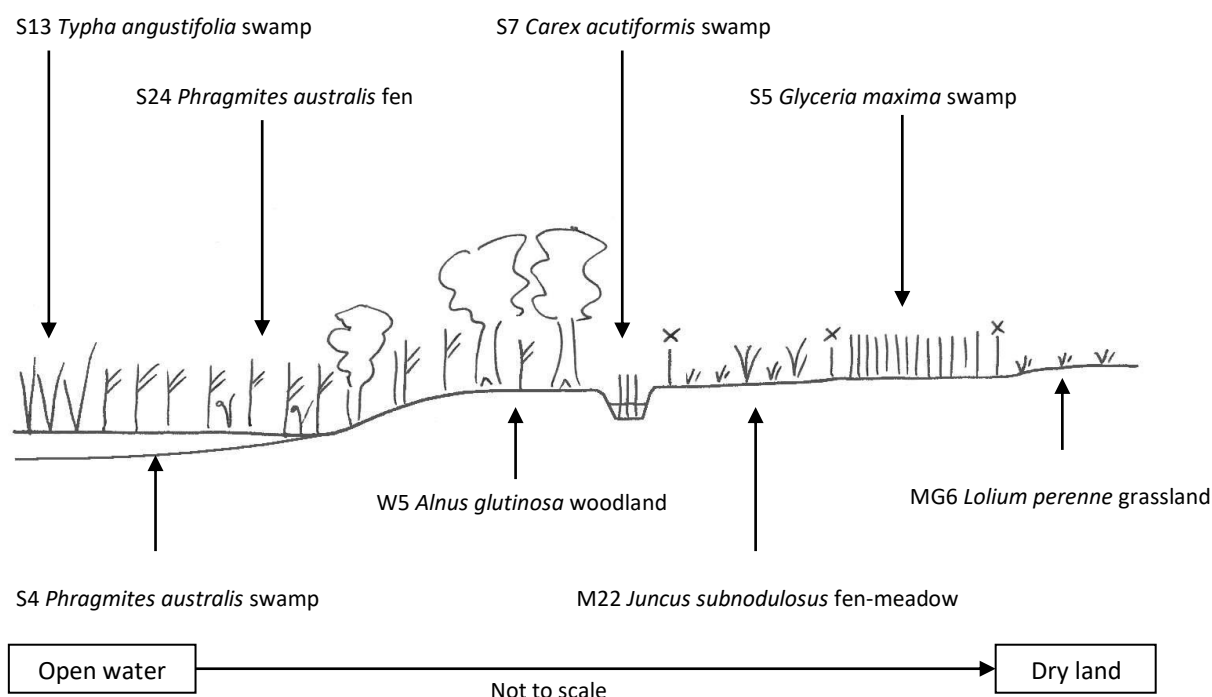 S13 Typha angustifolia swamp
S7 Carex acutiformis swamp
S24 Phragmites australis fen
S5 Glyceria maxima swamp
W5 Alnus glutinosa woodland
MG6 Lolium perenne grassland
S4 Phragmites australis swamp
M22 Juncus subnodulosus fen-meadow
Open water
Dry land
Not to scale